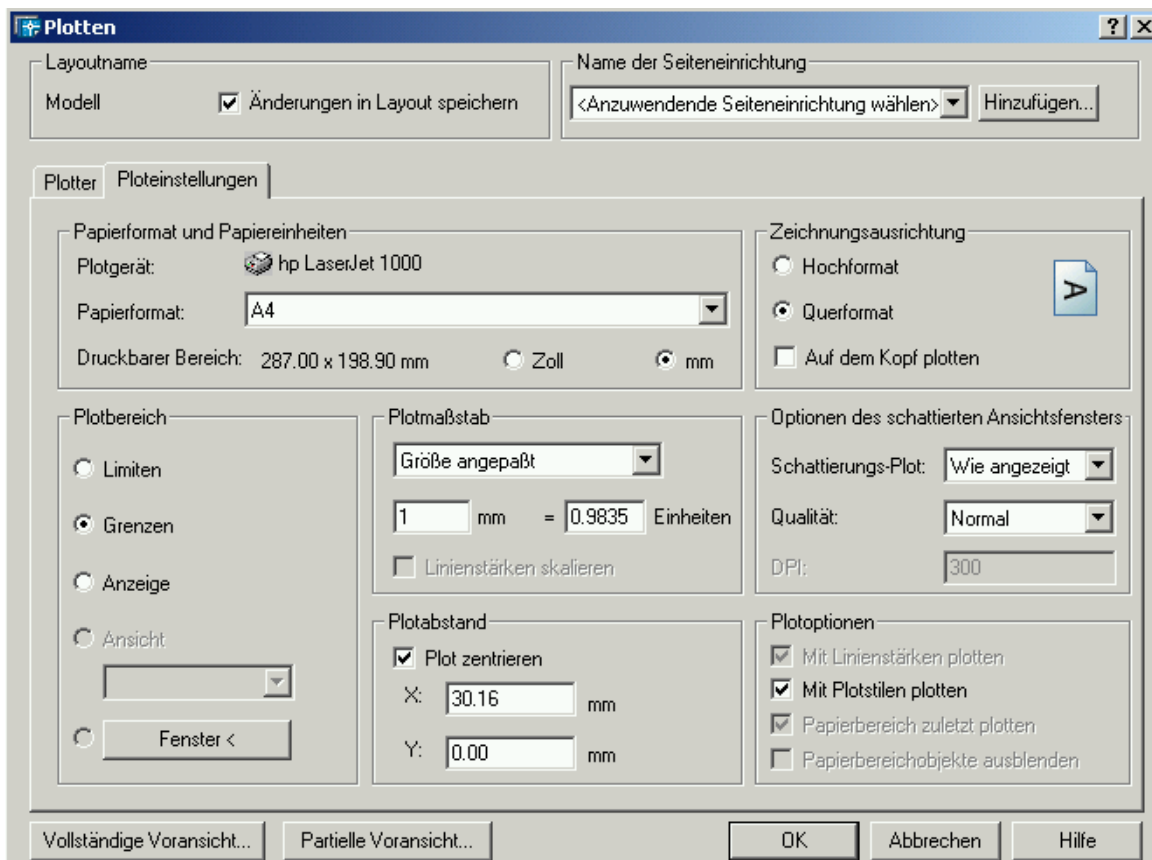 Plotten
Layoutname
Modell
Änderungen in Layout speichern
Name der Seiteneinrichtung
<Anzuwendende Seiteneinrichtung wählen>
Hinzufügen...
Plotter
Ploteinstellungen
Papierformat und Papiereinheiten
Plotgerät:
hp LaserJet 1000
Papierformat:
A4
Druckbarer Bereich:
287.00 x 198.90 mm
Zoll
mm
Zeichnungsausrichtung
Hochformat
Querformat
A
Auf dem Kopf plotten
Plotbereich
Limiten
Grenzen
Anzeige
Ansicht
Fenster <
Plotmaßstab
Größe angepaßt
1 mm = 0.9835 Einheiten
Linienstärken skalieren
Optionen des schattierten Ansichtsfensters
Schattierungs-Plot: Wie angezeigt
Qualität: Normal
DPI: 300
Plotabstand
Plot zentrieren
X: 30.16 mm
Y: 0.00 mm
Plotoptionen
Mit Linienstärken plotten
Mit Plotstilen plotten
Papierbereich zuletzt plotten
Papierbereichobjekte ausblenden
Vollständige Voransicht...
Partielle Voransicht...
OK
Abbrechen
Hilfe